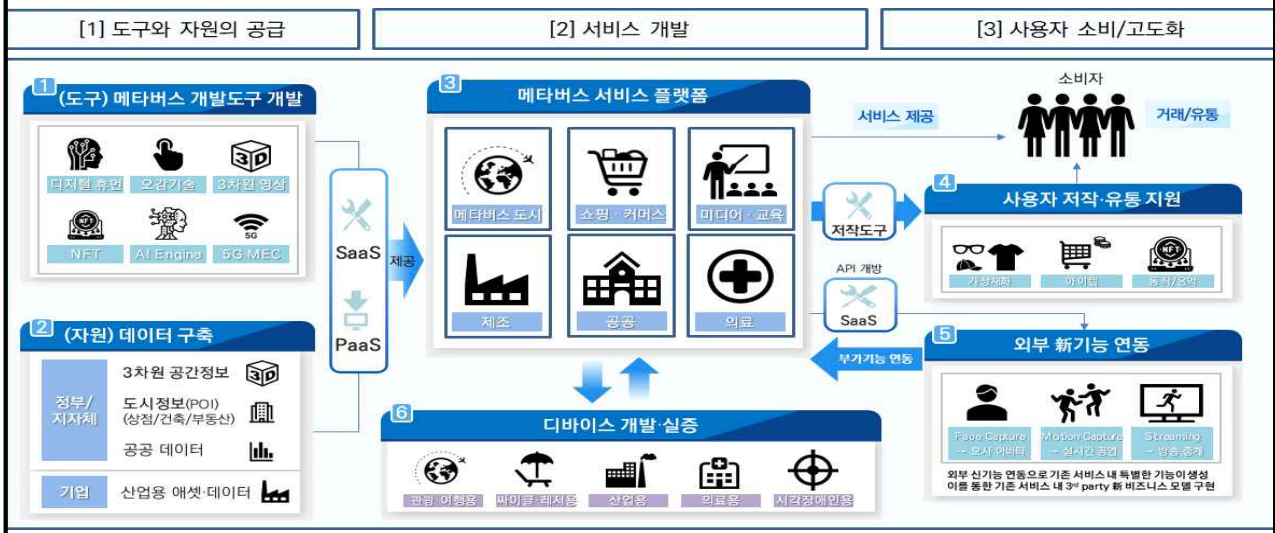 [1] 도구와 자원의 공급
[2] 서비스 개발
[3] 사용자 소비/고도화
1
(도구) 메타버스 개발도구 개발
디지털 휴먼
오감기술
3D
3차원 영상
NFT
NFT
AI Engine
5G
5G MEC
2
(자원) 데이터 구축
정부/
지자체
3차원 공간정보
3D
도시정보(POI)
(상점/건축/부동산)
공공 데이터
기업
산업용 애셋·데이터
SaaS
PaaS
제공
3
메타버스 서비스 플랫폼
메타버스 도시
쇼핑·커머스
미디어·교육
제조
공공
의료
6
디바이스 개발·실증
관광·여행용
싸이클·레저용
산업용
의료용
시각장애인용
서비스 제공
소비자
거래/유통
저작도구
API 개방
SaaS
부가기능 연동
4
사용자 저작·유통 지원
가상재화
아이템
NFT
동작/음악
5
외부 新기능 연동
Face Capture
→ 묘사 아바타
Motion Capture
→ 실시간 공연
Streaming
→ 방송 중계
외부 신기능 연동으로 기존 서비스 내 특별한 기능이 생성
이를 통한 기존 서비스 내 3rd party 新 비즈니스 모델 구현